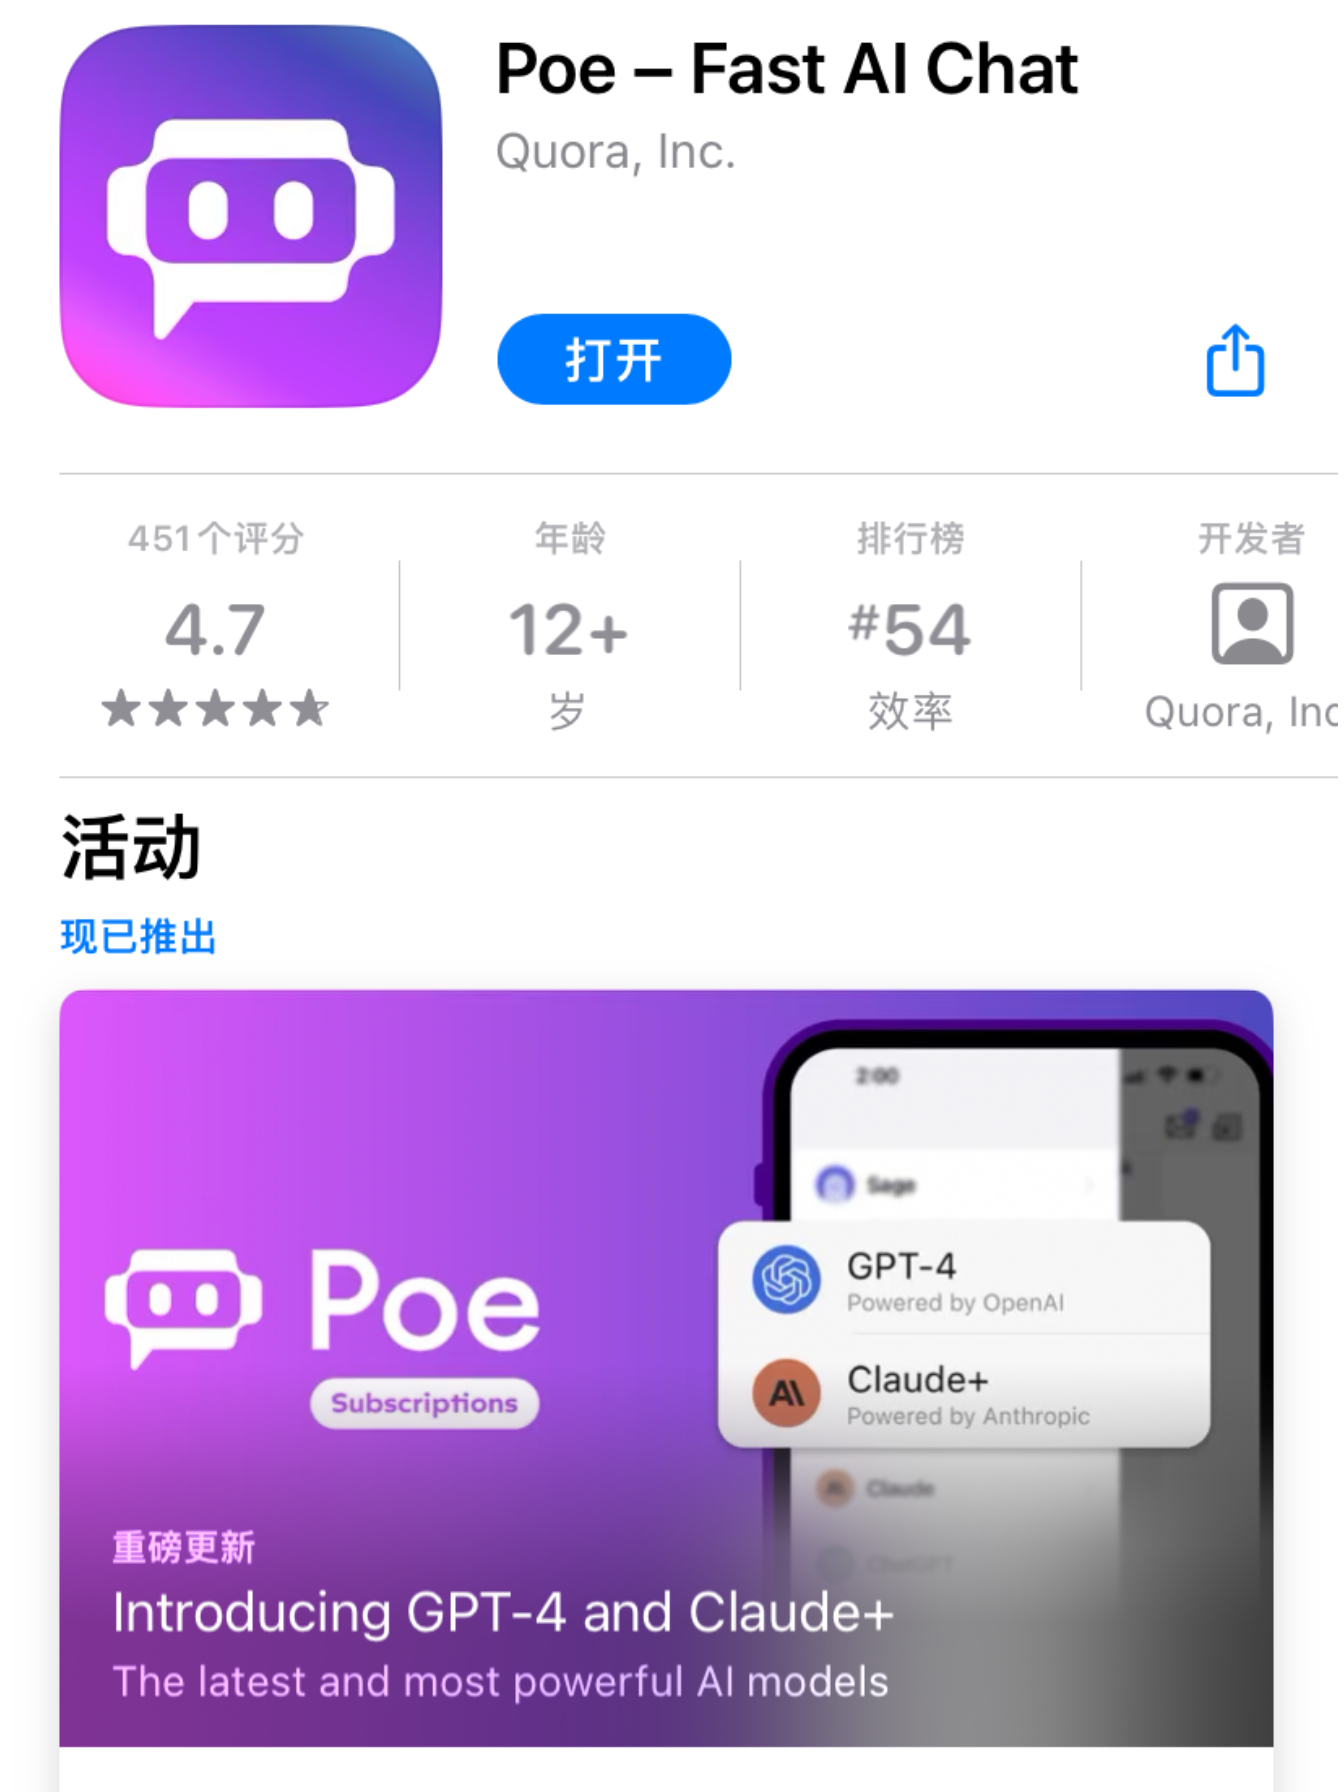 Poe – Fast AI Chat
Quora, Inc.
打开
451个评分
4.7
年龄
12+
岁
排行榜
#54
效率
开发者
Quora, Inc
活动
现已推出
2:00
Sage
GPT-4
Powered by OpenAI
Claude+
Powered by Anthropic
Claude
ChatGPT
Poe
Subscriptions
重磅更新
Introducing GPT-4 and Claude+
The latest and most powerful AI models